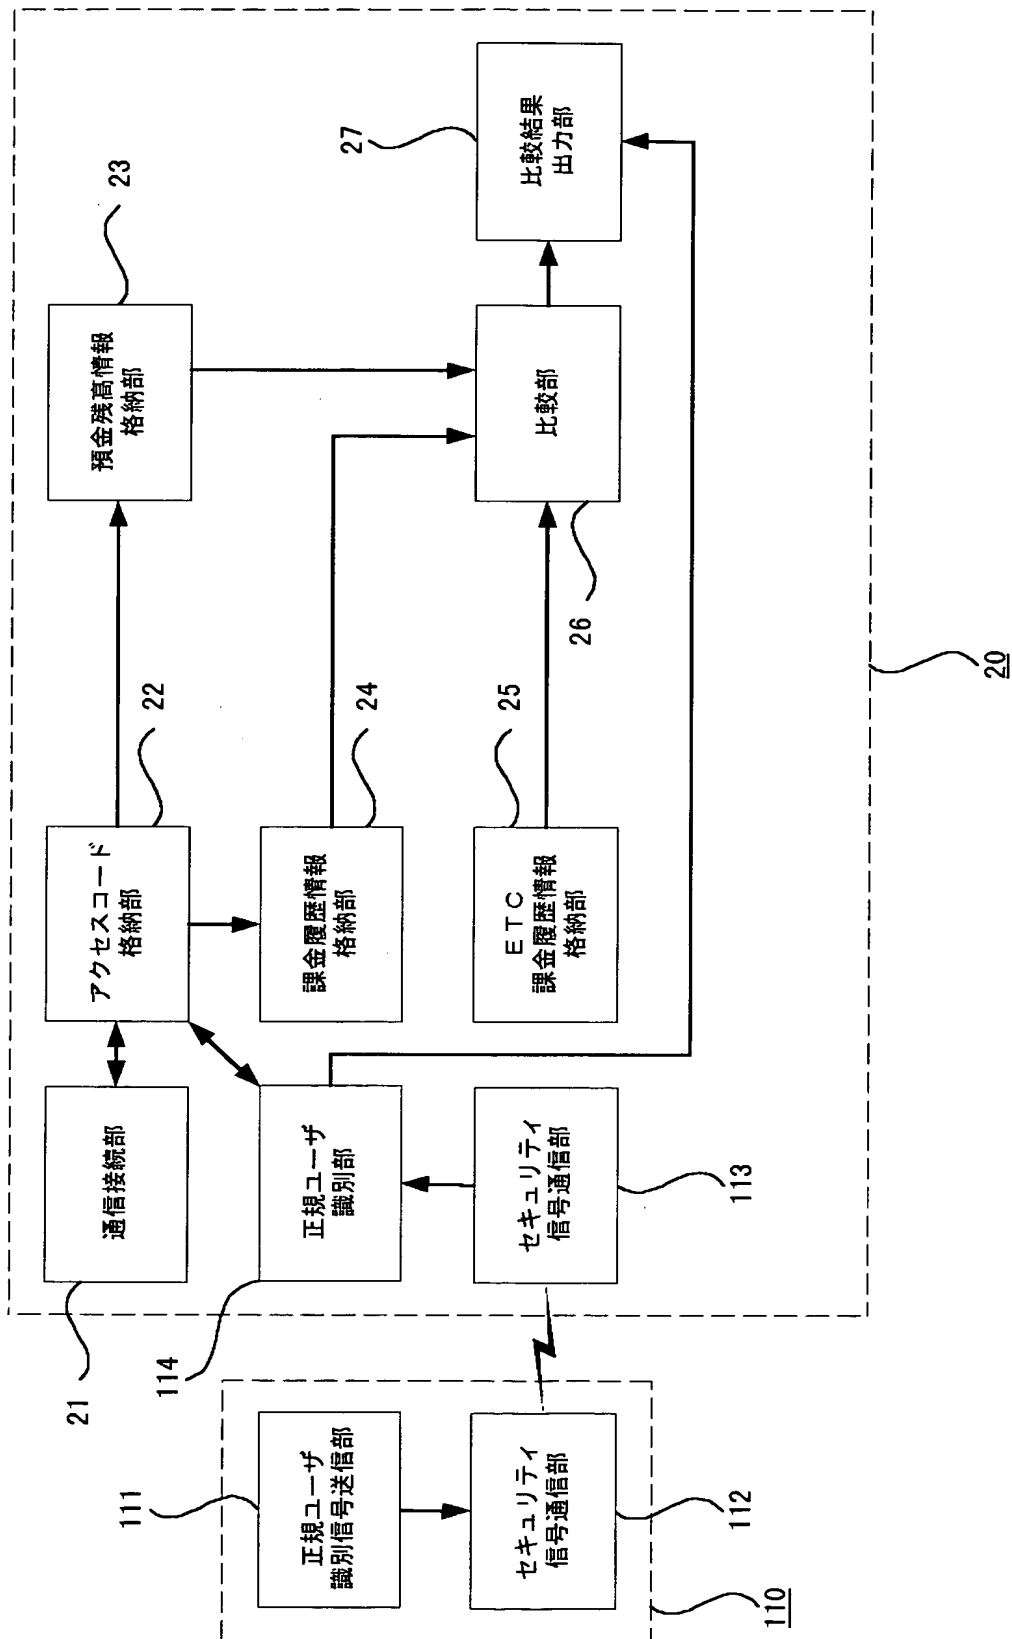 21
通信接続部
アクセスコード
格納部
22
預金残高情報
格納部
23
111
正規ユーザ
識別信号送信部
114
正規ユーザ
識別部
課金履歴情報
格納部
24
セキュリティ
信号通信部
112
110
セキュリティ
信号通信部
113
ETC
課金履歴情報
格納部
25
比較部
26
比較結果
出力部
27
20